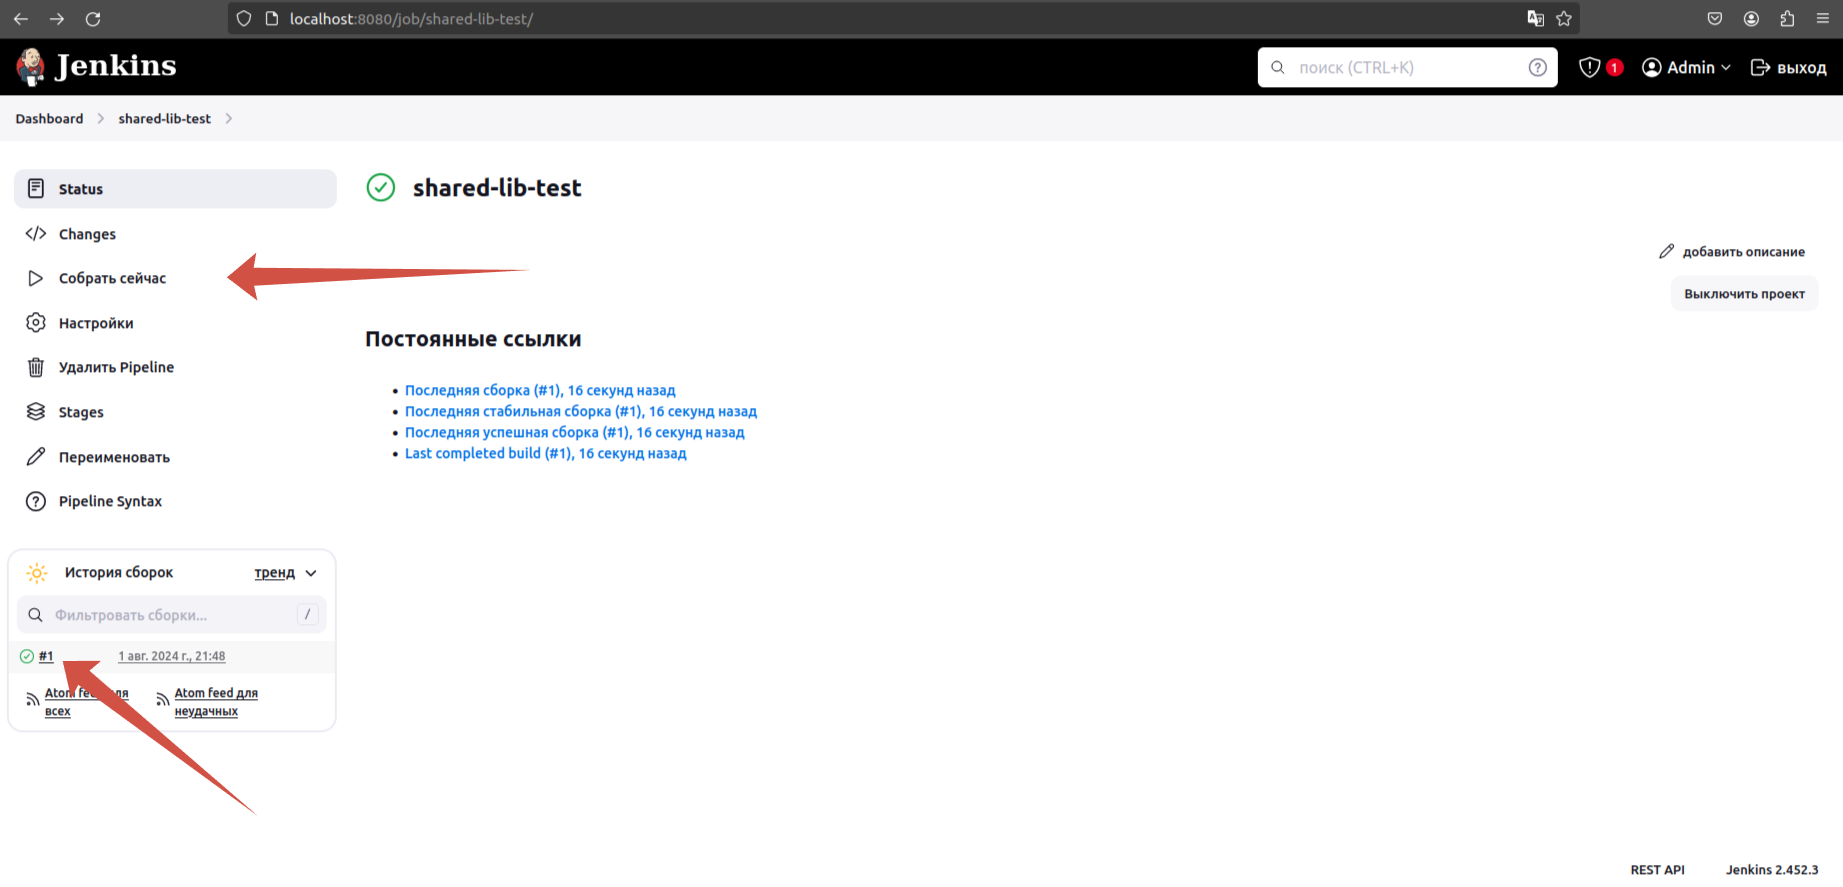 localhost:8080/job/shared-lib-test/
Jenkins
поиск (CTRL+K)
1
Admin
выход
Dashboard
shared-lib-test
Status
Changes
Собрать сейчас
Настройки
Удалить Pipeline
Stages
Переименовать
Pipeline Syntax
История сборок
тренд
Фильтровать сборки...
/
#1
1 авг. 2024 г., 21:48
Atom feed для
всех
Atom feed для
неудачных
shared-lib-test
добавить описание
Выключить проект
Постоянные ссылки
Последняя сборка (#1), 16 секунд назад
Последняя стабильная сборка (#1), 16 секунд назад
Последняя успешная сборка (#1), 16 секунд назад
Last completed build (#1), 16 секунд назад
REST API
Jenkins 2.452.3